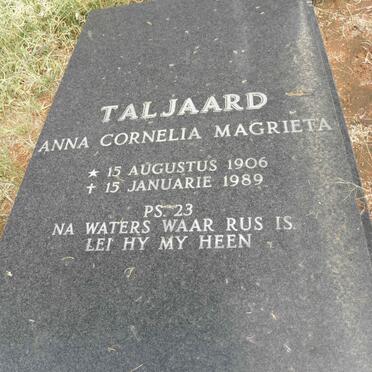 TALJAARD
ANNA CORNELIA MAGRIETA
★ 15 AUGUSTUS 1906
✝ 15 JANUARIE 1989
PS. 23
NA WATERS WAAR RUS IS.
LEI HY MY HEEN